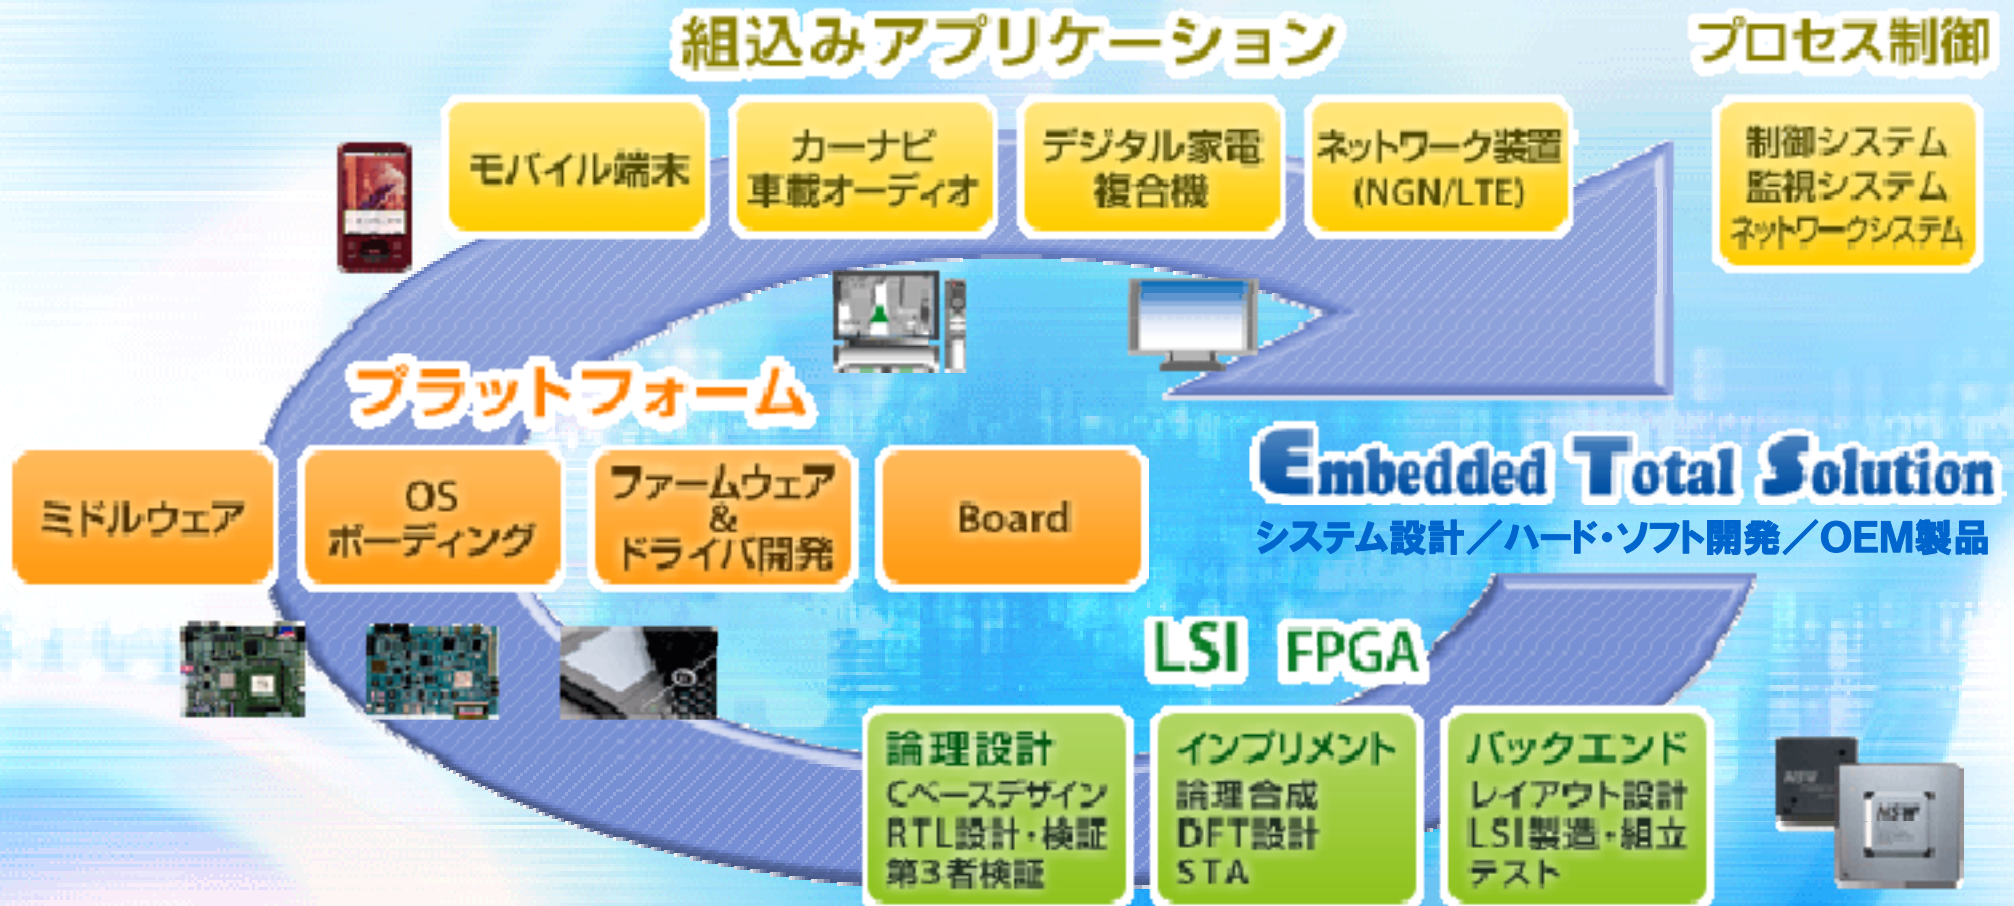 組込みアプリケーション
プロセス制御
モバイル端末
カーナビ
車載オーディオ
デジタル家電
複合機
ネットワーク装置
(NGN/LTE)
制御システム
監視システム
ネットワークシステム
プラットフォーム
ミドルウェア
OS
ボーディング
ファームウェア
&
ドライバ開発
Board
Embedded Total Solution
システム設計／ハード・ソフト開発／OEM製品
LSI FPGA
論理設計
Cベースデザイン
RTL設計・検証
第3者検証
インプリメント
論理合成
DFT設計
STA
バックエンド
レイアウト設計
LSI製造・組立
テスト
NSW
NSW